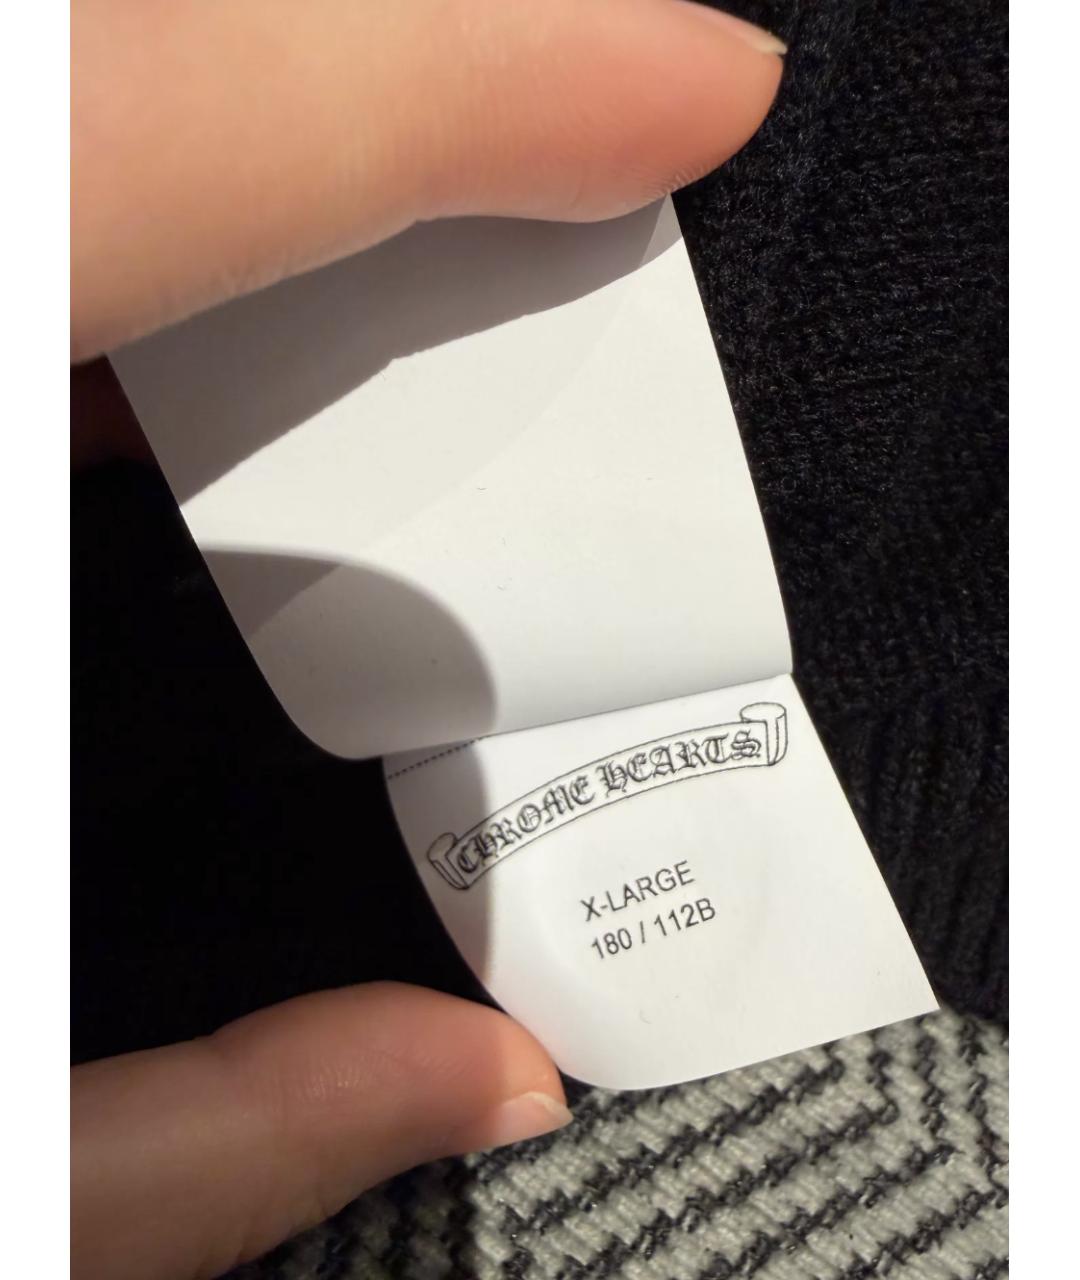 CHROME HEARTS
X-LARGE
180 / 112B